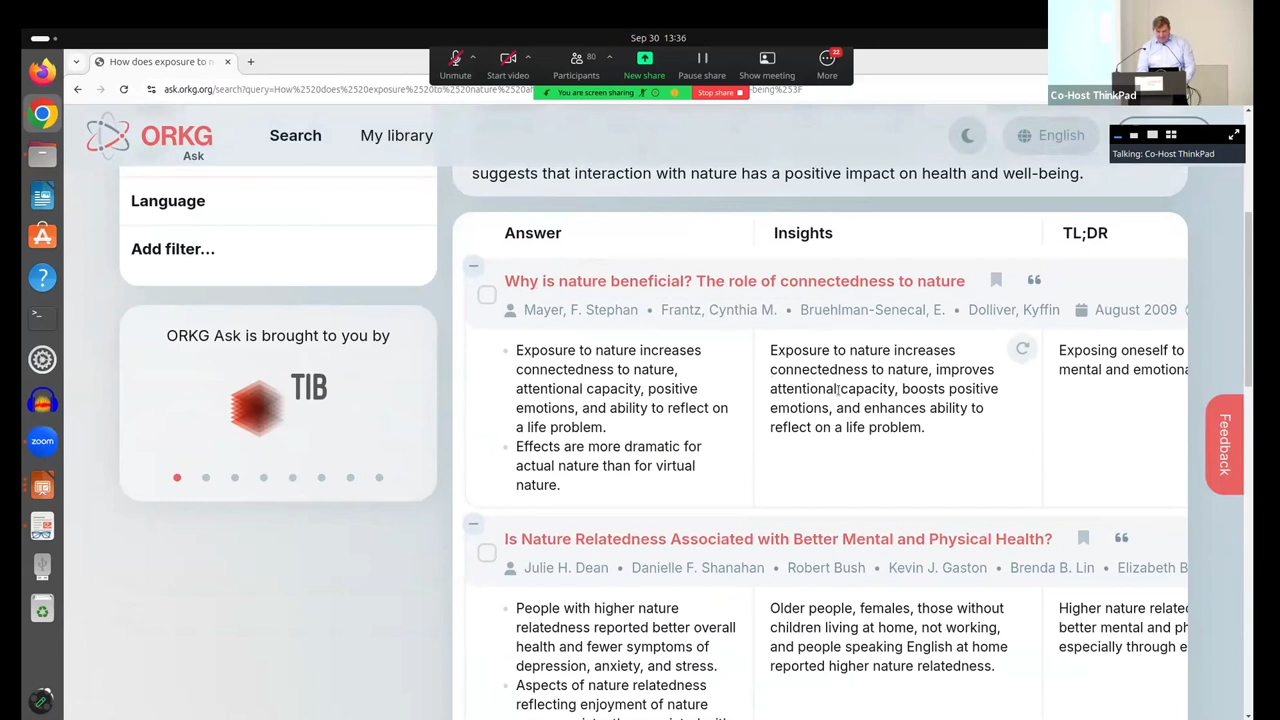 Sep 30 13:36
How does exposure to n
Unmute
Start video
80
Participants
New share
Pause share
Show meeting
22
More
You are screen sharing
Stop share
Co-Host ThinkPad
Talking: Co-Host ThinkPad
ORKG
Ask
Search
My library
English
suggests that interaction with nature has a positive impact on health and well-being.
Language
Add filter...
ORKG Ask is brought to you by
TIB
Answer
Insights
TL;DR
Why is nature beneficial? The role of connectedness to nature
Mayer, F. Stephan • Frantz, Cynthia M. • Bruehlman-Senecal, E. • Dolliver, Kyffin August 2009
Exposure to nature increases
connectedness to nature,
attentional capacity, positive
emotions, and ability to reflect on
a life problem.
Effects are more dramatic for
actual nature than for virtual
nature.
Exposure to nature increases
connectedness to nature, improves
attentional capacity, boosts positive
emotions, and enhances ability to
reflect on a life problem.
Exposing oneself to
mental and emotiona
Is Nature Relatedness Associated with Better Mental and Physical Health?
Julie H. Dean • Danielle F. Shanahan • Robert Bush • Kevin J. Gaston • Brenda B. Lin • Elizabeth B
People with higher nature
relatedness reported better overall
health and fewer symptoms of
depression, anxiety, and stress.
Aspects of nature relatedness
reflecting enjoyment of nature
Older people, females, those without
children living at home, not working,
and people speaking English at home
reported higher nature relatedness.
Higher nature relate
better mental and ph
especially through e
Feedback
zoom